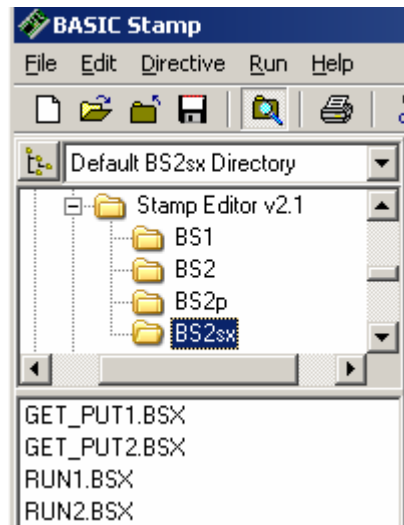 BASIC Stamp
File Edit Directive Run Help
Default BS2sx Directory
Stamp Editor v2.1
BS1
BS2
BS2p
BS2sx
GET_PUT1.BSX
GET_PUT2.BSX
RUN1.BSX
RUN2.BSX